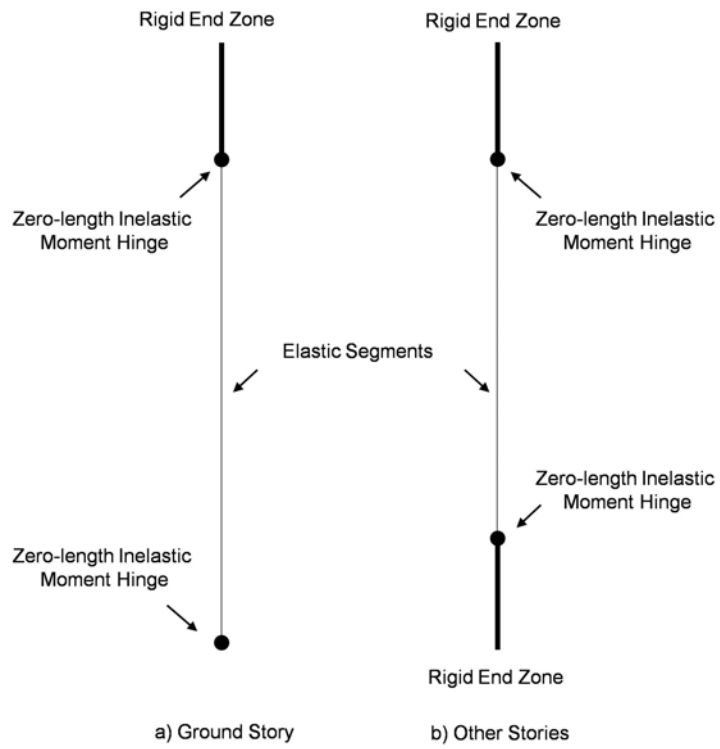 Rigid End Zone
Rigid End Zone
Zero-length Inelastic
Moment Hinge
Zero-length Inelastic
Moment Hinge
Elastic Segments
Zero-length Inelastic
Moment Hinge
Zero-length Inelastic
Moment Hinge
Rigid End Zone
a) Ground Story
b) Other Stories